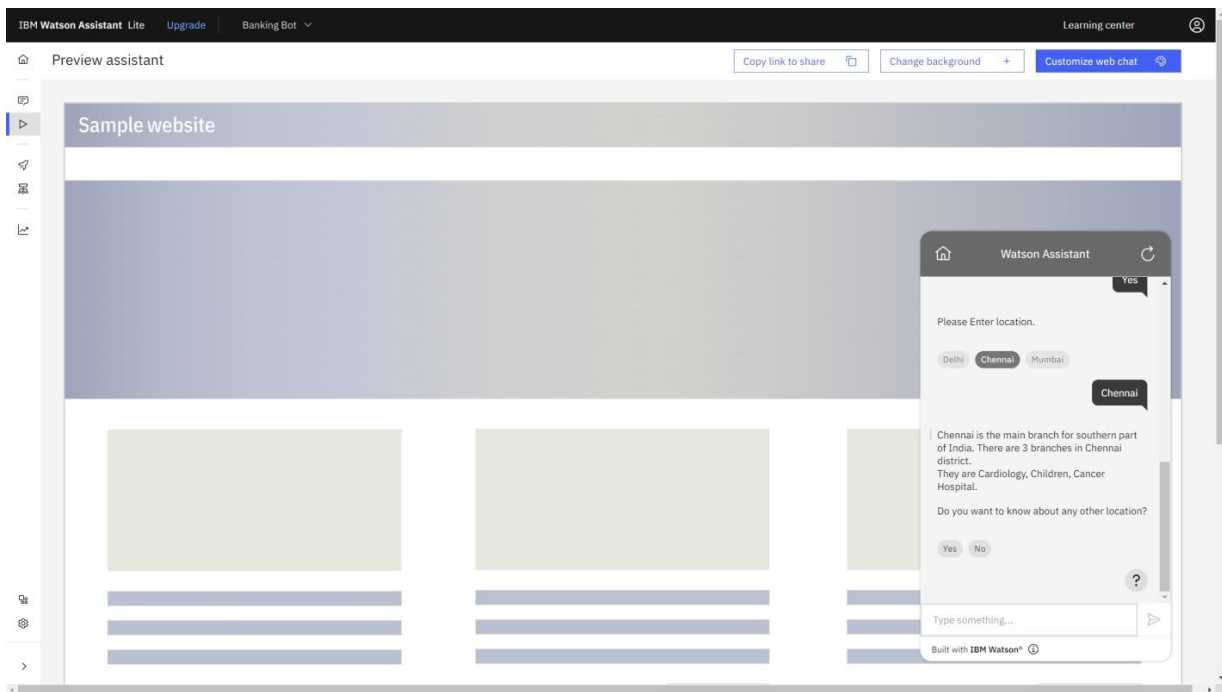 IBM Watson Assistant Lite Upgrade Banking Bot Learning center
Preview assistant Copy link to share Change background + Customize web chat
Sample website
Watson Assistant
Yes
Please Enter location.
Delhi Chennai Mumbai
Chennai
Chennai is the main branch for southern part
of India. There are 3 branches in Chennai
district.
They are Cardiology, Children, Cancer
Hospital.
Do you want to know about any other location?
Yes No
?
Type something...
Built with IBM Watson®